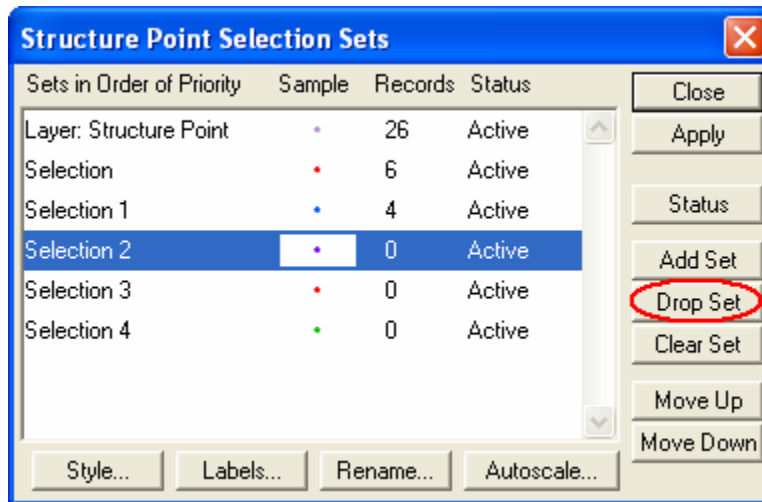 Structure Point Selection Sets
Sets in Order of Priority Sample Records Status
Layer: Structure Point 26 Active
Selection 6 Active
Selection 1 4 Active
Selection 2 0 Active
Selection 3 0 Active
Selection 4 0 Active
Close
Apply
Status
Add Set
Drop Set
Clear Set
Move Up
Move Down
Style... Labels... Rename... Autoscale...